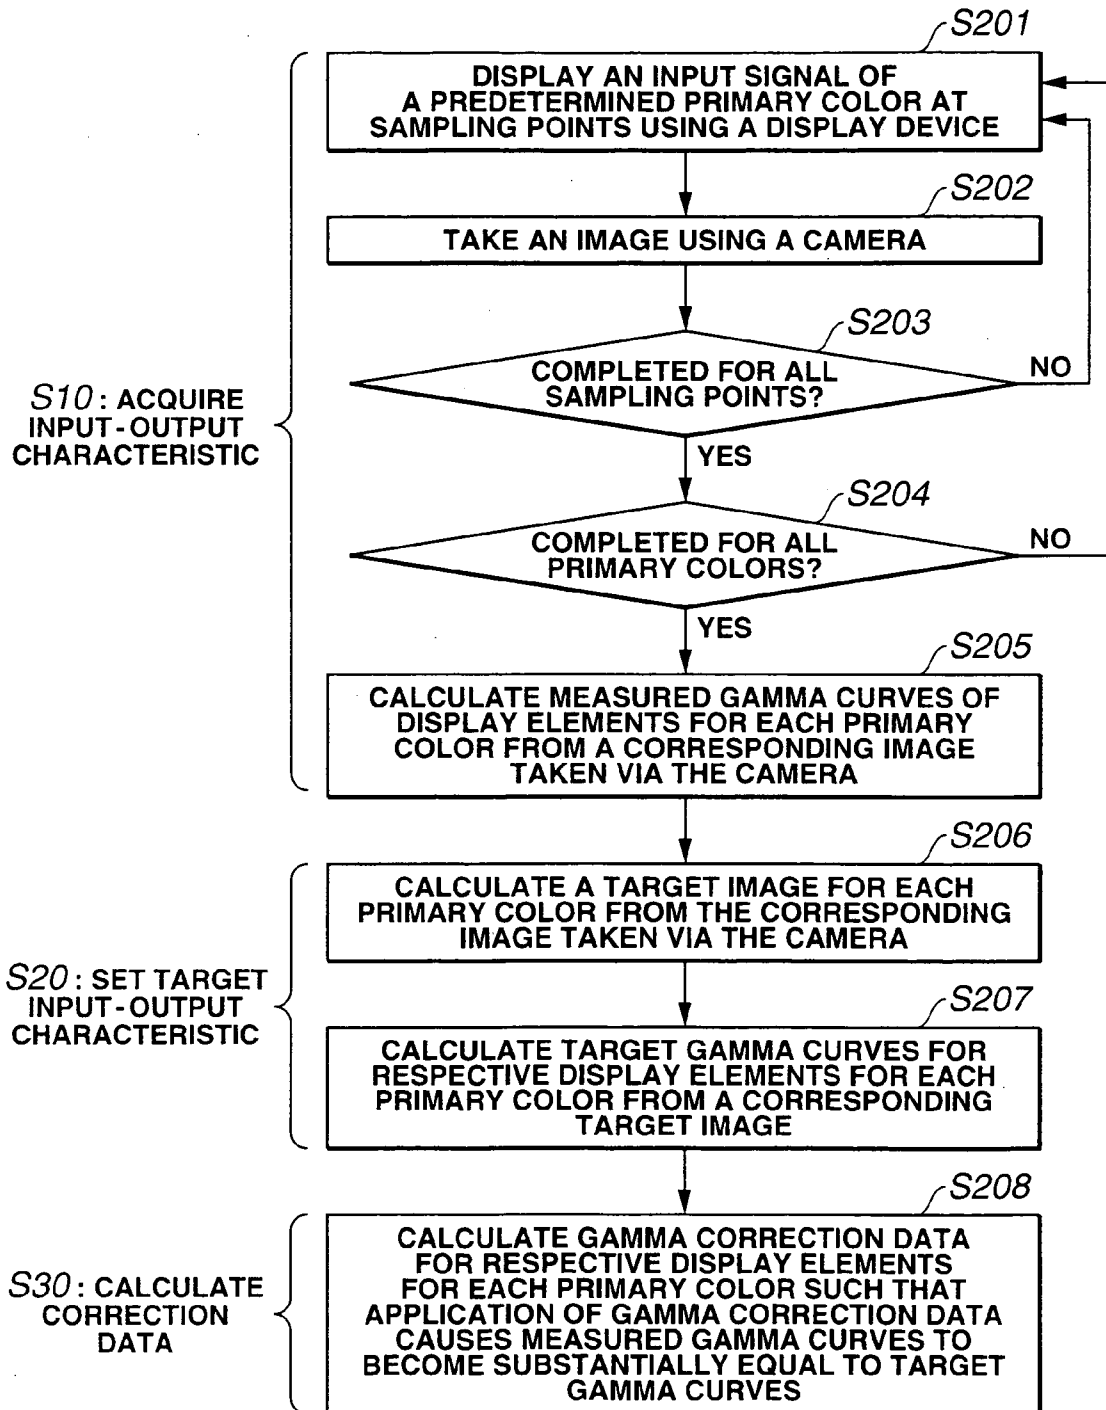 S201
DISPLAY AN INPUT SIGNAL OF
A PREDETERMINED PRIMARY COLOR AT
SAMPLING POINTS USING A DISPLAY DEVICE
S202
TAKE AN IMAGE USING A CAMERA
S203
COMPLETED FOR ALL
SAMPLING POINTS?
NO
YES
S10 : ACQUIRE
INPUT-OUTPUT
CHARACTERISTIC
S204
COMPLETED FOR ALL
PRIMARY COLORS?
NO
YES
S205
CALCULATE MEASURED GAMMA CURVES OF
DISPLAY ELEMENTS FOR EACH PRIMARY
COLOR FROM A CORRESPONDING IMAGE
TAKEN VIA THE CAMERA
S206
CALCULATE A TARGET IMAGE FOR EACH
PRIMARY COLOR FROM THE CORRESPONDING
IMAGE TAKEN VIA THE CAMERA
S20 : SET TARGET
INPUT-OUTPUT
CHARACTERISTIC
S207
CALCULATE TARGET GAMMA CURVES FOR
RESPECTIVE DISPLAY ELEMENTS FOR EACH
PRIMARY COLOR FROM A CORRESPONDING
TARGET IMAGE
S208
CALCULATE GAMMA CORRECTION DATA
FOR RESPECTIVE DISPLAY ELEMENTS
FOR EACH PRIMARY COLOR SUCH THAT
APPLICATION OF GAMMA CORRECTION DATA
CAUSES MEASURED GAMMA CURVES TO
BECOME SUBSTANTIALLY EQUAL TO TARGET
GAMMA CURVES
S30 : CALCULATE
CORRECTION
DATA